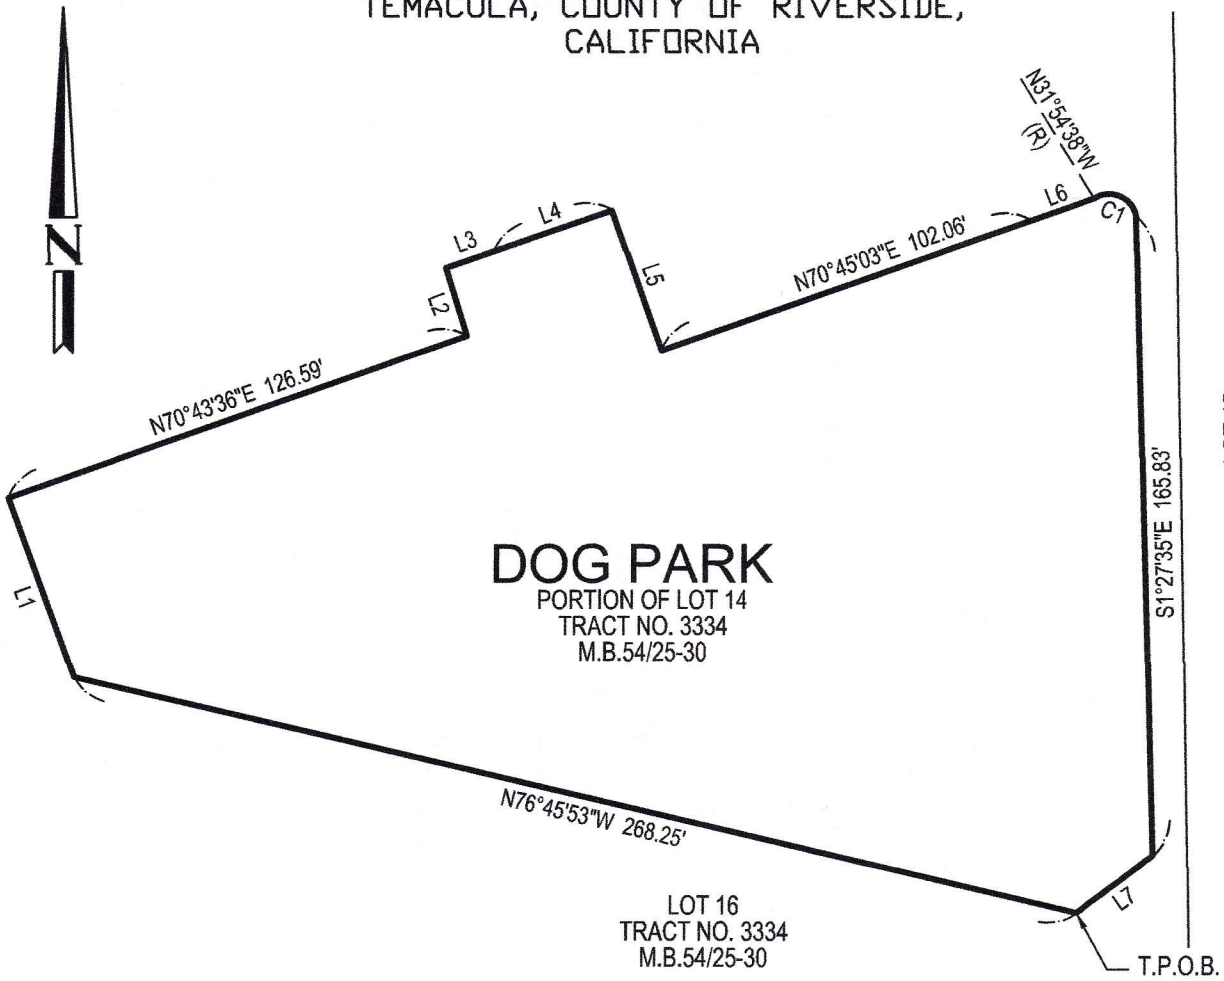 TEMACULA, COUNTY OF RIVERSIDE,
CALIFORNIA
N
N31°54'38"W
(R)
L6
C1
L4
L3
L5
L2
N70°45'03"E 102.06'
N70°43'36"E 126.59'
S1°27'35"E 165.83'
L1
DOG PARK
PORTION OF LOT 14
TRACT NO. 3334
M.B.54/25-30
N76°45'53"W 268.25'
L7
LOT 16
TRACT NO. 3334
M.B.54/25-30
T.P.O.B.